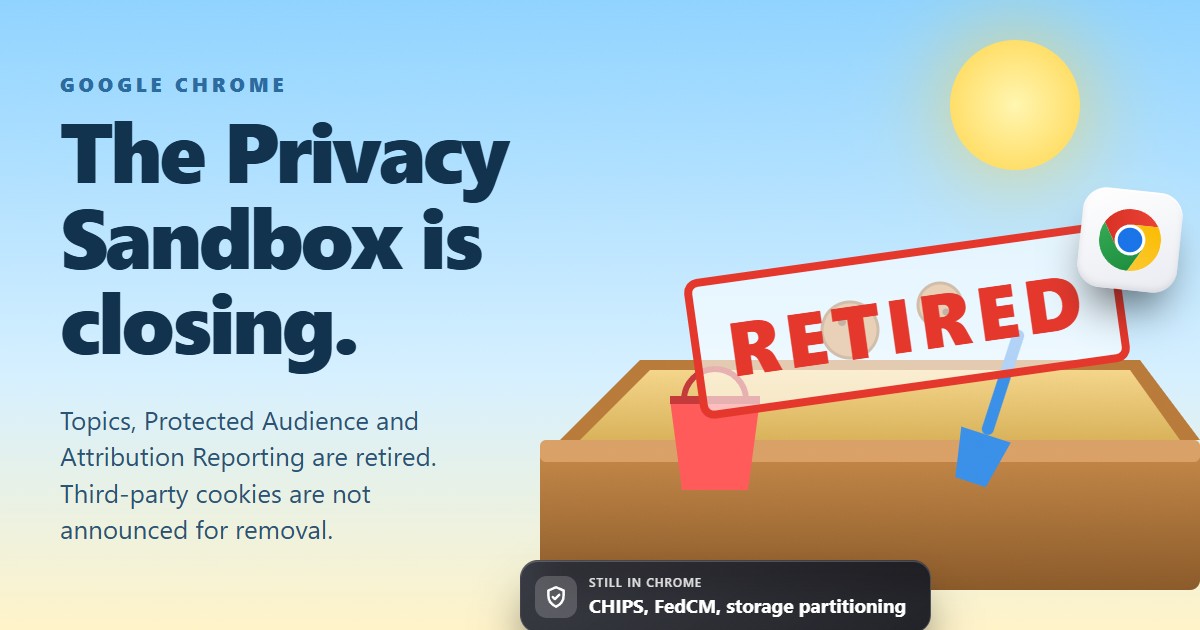 GOOGLE CHROME
The Privacy
Sandbox is
closing.
Topics, Protected Audience and
Attribution Reporting are retired.
Third-party cookies are not
announced for removal.
RETIRED
STILL IN CHROME
CHIPS, FedCM, storage partitioning